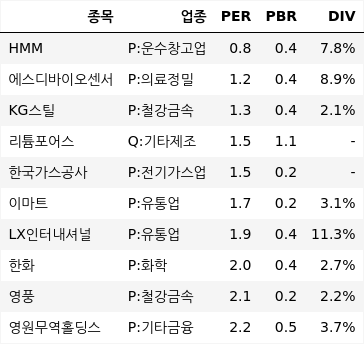 종목 업종 PER PBR DIV
HMM P:운수창고업 0.8 0.4 7.8%
에스디바이오센서 P:의료정밀 1.2 0.4 8.9%
KG스틸 P:철강금속 1.3 0.4 2.1%
리튬포어스 Q:기타제조 1.5 1.1 -
한국가스공사 P:전기가스업 1.5 0.2 -
이마트 P:유통업 1.7 0.2 3.1%
LX인터내셔널 P:유통업 1.9 0.4 11.3%
한화 P:화학 2.0 0.4 2.7%
영풍 P:철강금속 2.1 0.2 2.2%
영원무역홀딩스 P:기타금융 2.2 0.5 3.7%